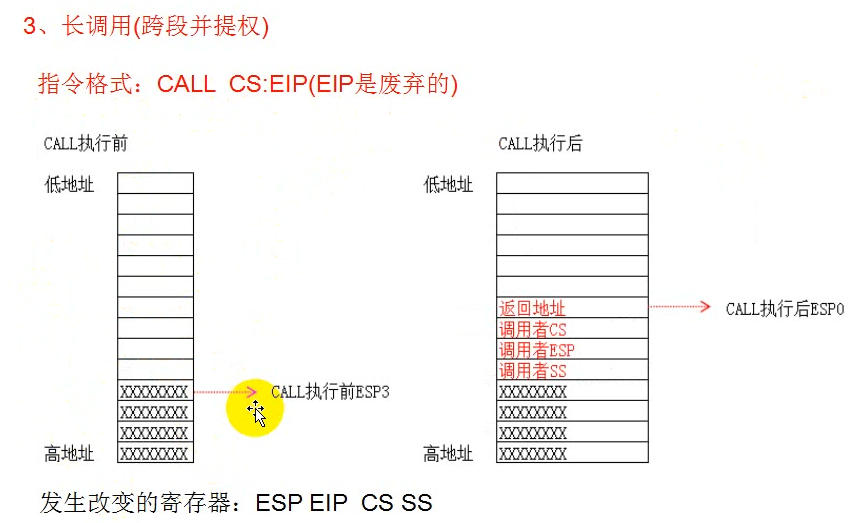 3、长调用(跨段并提权)
指令格式：CALL CS:EIP(EIP是废弃的)
CALL执行前
低地址
XXXXXXXX
CALL执行前ESP3
XXXXXXXX
XXXXXXXX
高地址
XXXXXXXX
CALL执行后
低地址
返回地址
CALL执行后ESP0
调用者CS
调用者ESP
调用者SS
XXXXXXXX
XXXXXXXX
XXXXXXXX
高地址
XXXXXXXX
发生改变的寄存器：ESP EIP CS SS